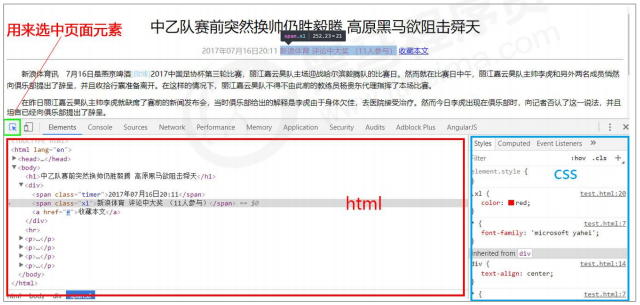 用来选中页面元素
中乙队赛前突然换帅仍胜毅腾 高原黑马欲阻击舜天
span.xl | 252.23×21
2017年07月16日20:11 新浪体育 评论中大奖 (11人参与) 收藏本文
新浪体育讯 7月16日是燕京啤酒 2017中国足协杯第三轮比赛，丽江嘉云昊队主场迎战哈尔滨毅腾队的比赛日。然而就在比赛日中午，丽江嘉云昊队主帅李虎和另外两名成员悄然
向俱乐部提出了辞呈，并且收拾行囊准备离开。在这样的情况下，丽江嘉云昊队不得不由此前的教练员杨贵东代理指挥了本场比赛。
在昨日丽江嘉云昊队主帅李虎就缺席了赛前的新闻发布会，当时俱乐部给出的解释是李虎由于身体欠佳，去医院接受治疗。然而今日李虎出现在俱乐部时，向记者否认了这一说法，并且
坦言已经向俱乐部提出了辞呈。
Elements Console Sources Network Performance Memory Application Security Audits Adblock Plus AngularJS
<html lang="en">
<head>…</head>
<body>
<h1>中乙队赛前突然换帅仍胜毅腾 高原黑马欲阻击舜天</h1>
<div>
<span class="timer">2017年07月16日20:11</span>
<span class="xl">新浪体育 评论中大奖 (11人参与)</span> == $0
<a href="#">收藏本文</a>
</div>
<hr>
<p>…</p>
<p>…</p>
<p>…</p>
</body>
</html>
html body div span.xl
html
Styles Computed Event Listeners »
Filter :hov .cls +
element.style {
}
css
.xl { test.html:20
color: red;
}
* { test.html:7
font-family: 'microsoft yahei';
}
Inherited from div
div { test.html:14
text-align: center;
}
* { test.html:7